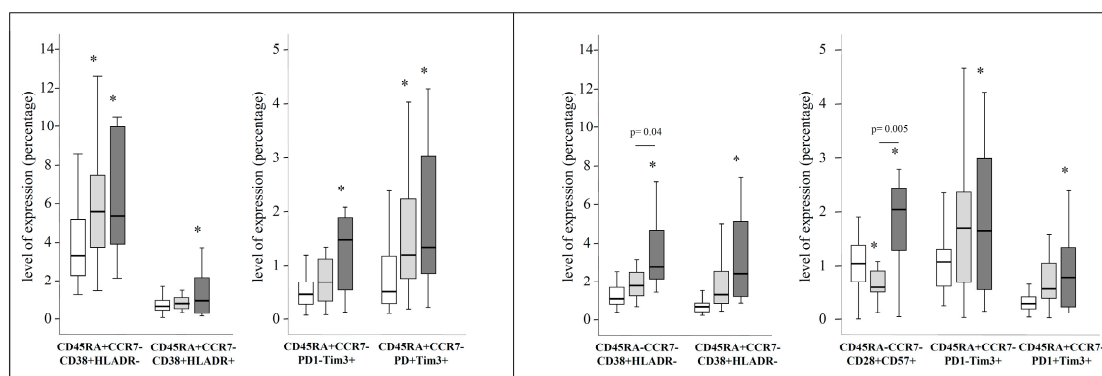 level of expression (percentage)
14
12
10
8
6
4
2
0
*
*
*
CD45RA+CCR7- CD45RA+CCR7-
CD38+HLADR- CD38+HLADR+
level of expression (percentage)
5
4
3
2
1
0
*
*
*
CD45RA+CCR7- CD45RA+CCR7-
PD1-Tim3+ PD+Tim3+
level of expression (percentage)
14
12
10
8
6
4
2
0
p= 0.04
*
*
CD45RA-CCR7- CD45RA+CCR7-
CD38+HLADR- CD38+HLADR-
level of expression (percentage)
5
4
3
2
1
0
p= 0.005
*
*
*
*
CD45RA-CCR7- CD45RA+CCR7- CD45RA+CCR7-
CD28+CD57+ PD1-Tim3+ PD1+Tim3+